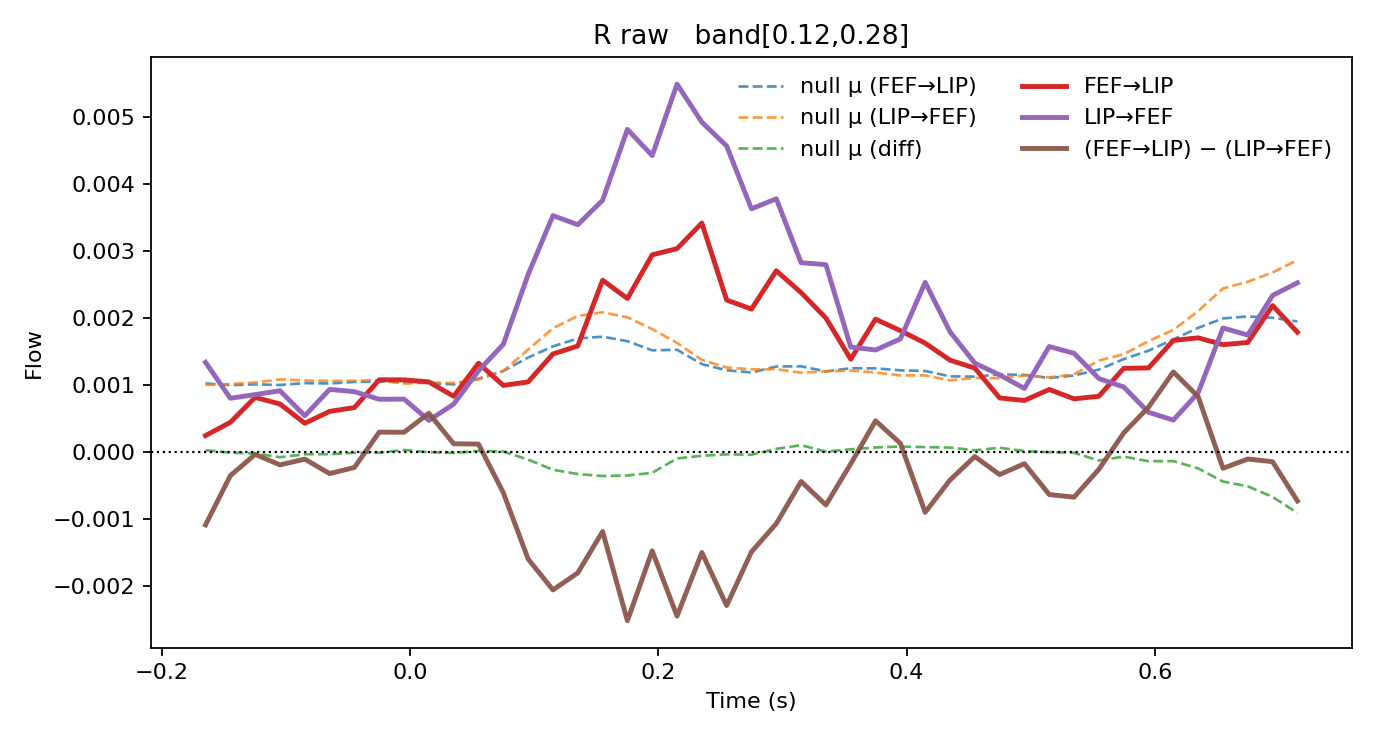 R raw   band[0.12,0.28]
null μ (FEF→LIP)
null μ (LIP→FEF)
null μ (diff)
FEF→LIP
LIP→FEF
(FEF→LIP) − (LIP→FEF)
Flow
0.005
0.004
0.003
0.002
0.001
0.000
−0.001
−0.002
−0.2
0.0
0.2
0.4
0.6
Time (s)